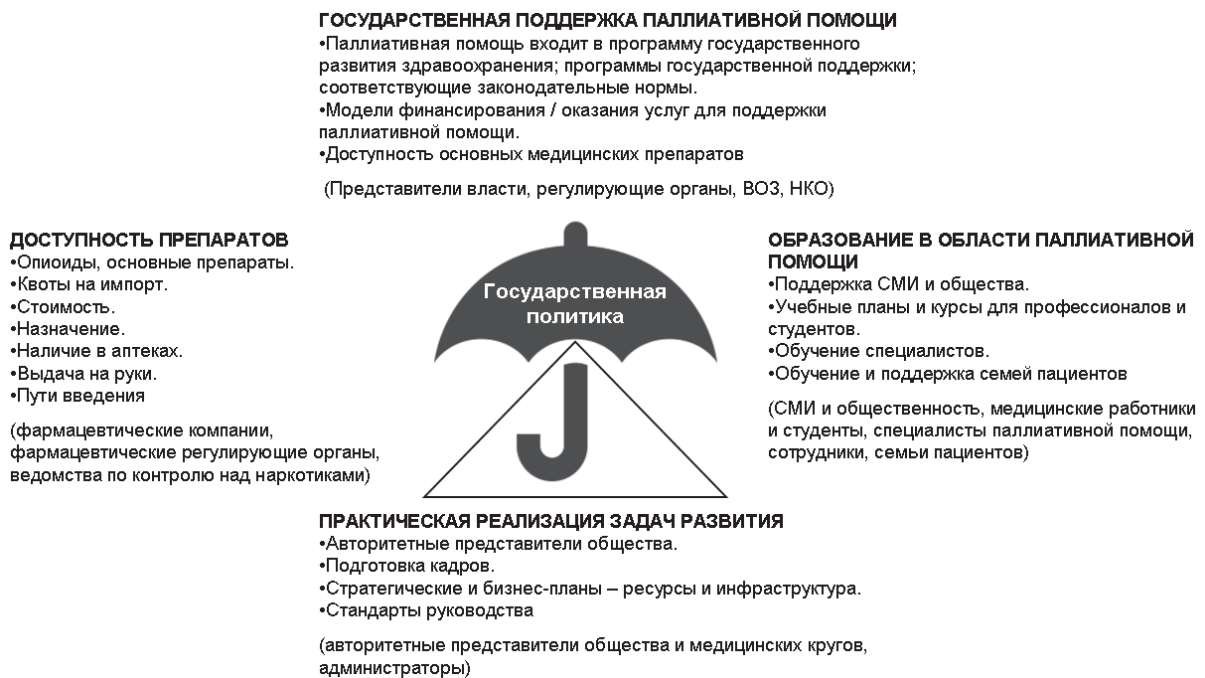 ГОСУДАРСТВЕННАЯ ПОДДЕРЖКА ПАЛЛИАТИВНОЙ ПОМОЩИ
•Паллиативная помощь входит в программу государственного
развития здравоохранения; программы государственной поддержки;
соответствующие законодательные нормы.
•Модели финансирования / оказания услуг для поддержки
паллиативной помощи.
•Доступность основных медицинских препаратов
(Представители власти, регулирующие органы, ВОЗ, НКО)
ДОСТУПНОСТЬ ПРЕПАРАТОВ
•Опиоиды, основные препараты.
•Квоты на импорт.
•Стоимость.
•Назначение.
•Наличие в аптеках.
•Выдача на руки.
•Пути введения
(фармацевтические компании,
фармацевтические регулирующие органы,
ведомства по контролю над наркотиками)
Государственная
политика
ОБРАЗОВАНИЕ В ОБЛАСТИ ПАЛЛИАТИВНОЙ
ПОМОЩИ
•Поддержка СМИ и общества.
•Учебные планы и курсы для профессионалов и
студентов.
•Обучение специалистов.
•Обучение и поддержка семей пациентов
(СМИ и общественность, медицинские работники
и студенты, специалисты паллиативной помощи,
сотрудники, семьи пациентов)
ПРАКТИЧЕСКАЯ РЕАЛИЗАЦИЯ ЗАДАЧ РАЗВИТИЯ
•Авторитетные представители общества.
•Подготовка кадров.
•Стратегические и бизнес-планы – ресурсы и инфраструктура.
•Стандарты руководства
(авторитетные представители общества и медицинских кругов,
администраторы)